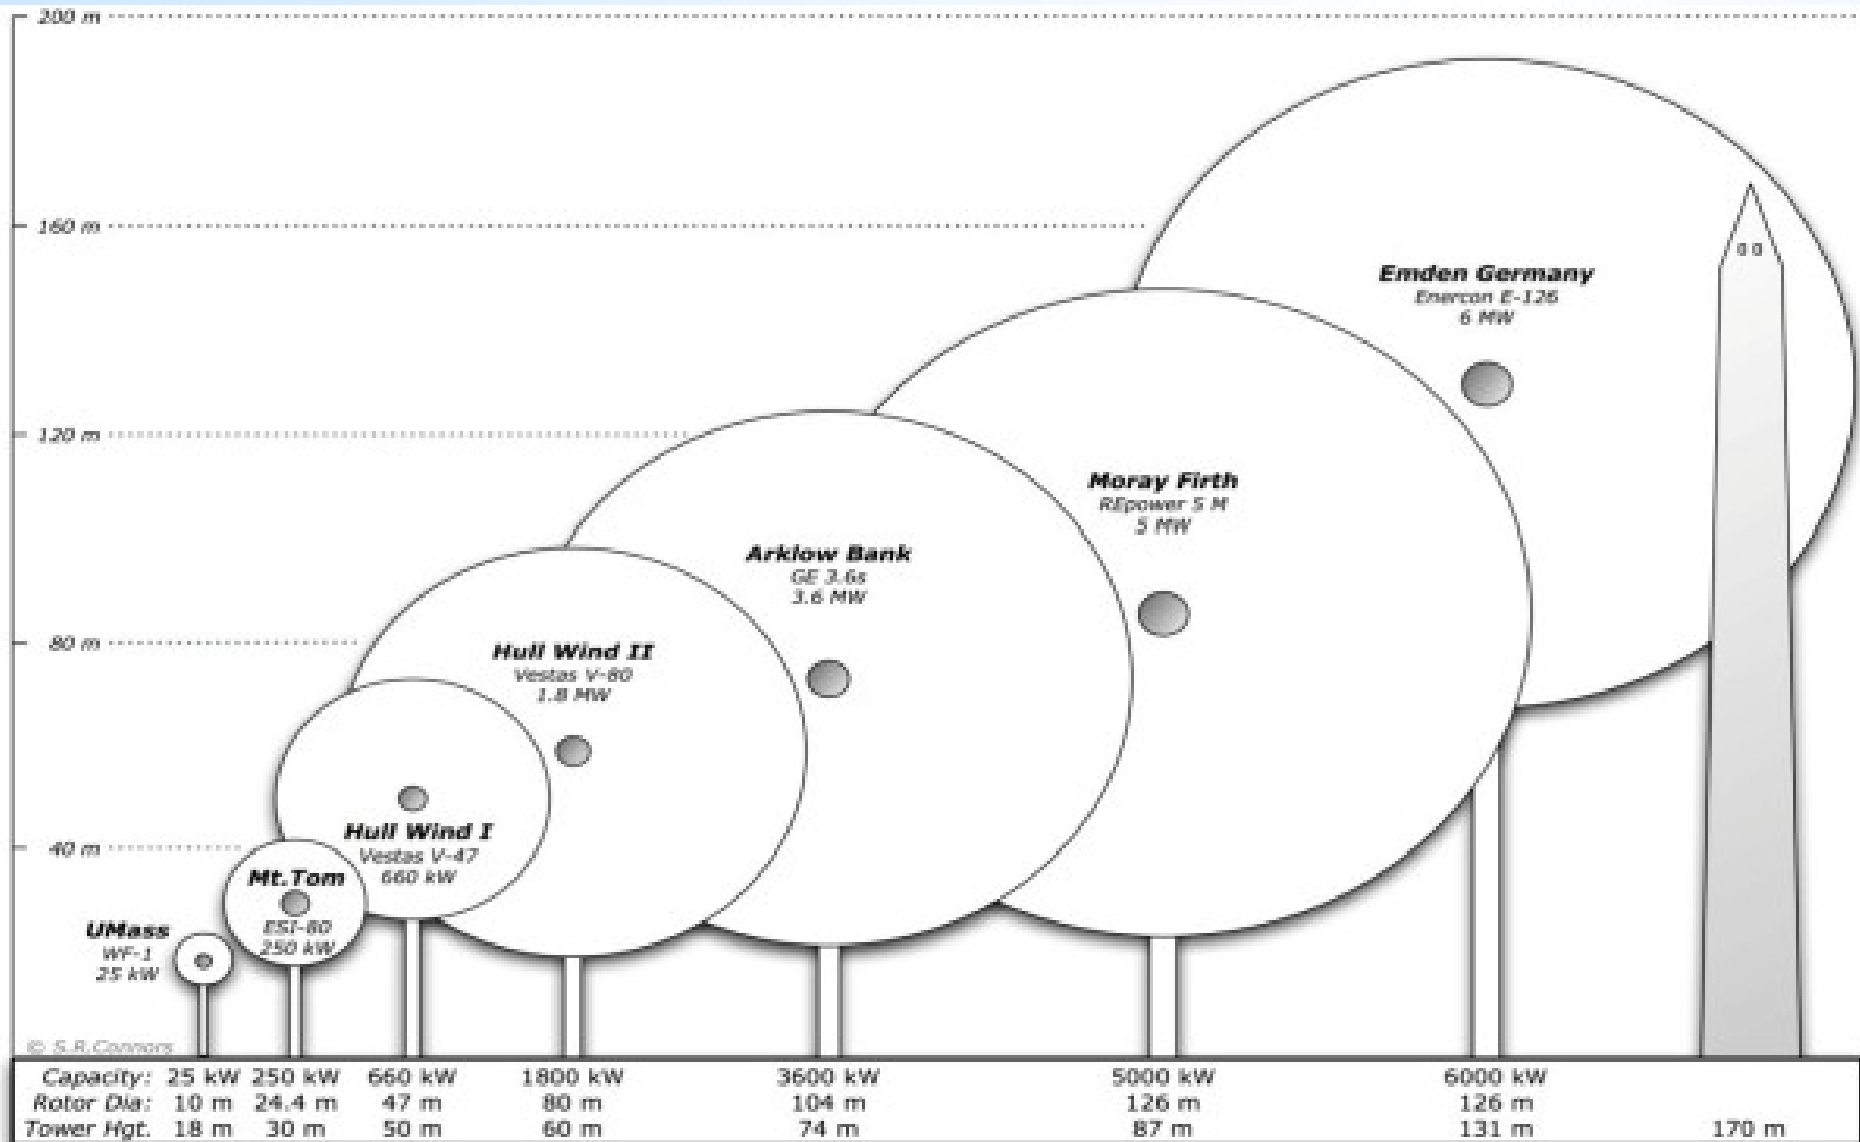 200 m
160 m
120 m
80 m
40 m
Emden Germany
Enercon E-126
6 MW
Moray Firth
REpower 5 M
5 MW
Arklow Bank
GE 3.6s
3.6 MW
Hull Wind II
Vestas V-80
1.8 MW
Hull Wind I
Vestas V-47
660 kW
Mt.Tom
ESI-80
250 kW
UMass
WF-1
25 kW
© S.R.Connors
Capacity: 25 kW 250 kW 660 kW 1800 kW 3600 kW 5000 kW 6000 kW
Rotor Dia: 10 m 24.4 m 47 m 80 m 104 m 126 m 126 m
Tower Hgt. 18 m 30 m 50 m 60 m 74 m 87 m 131 m 170 m